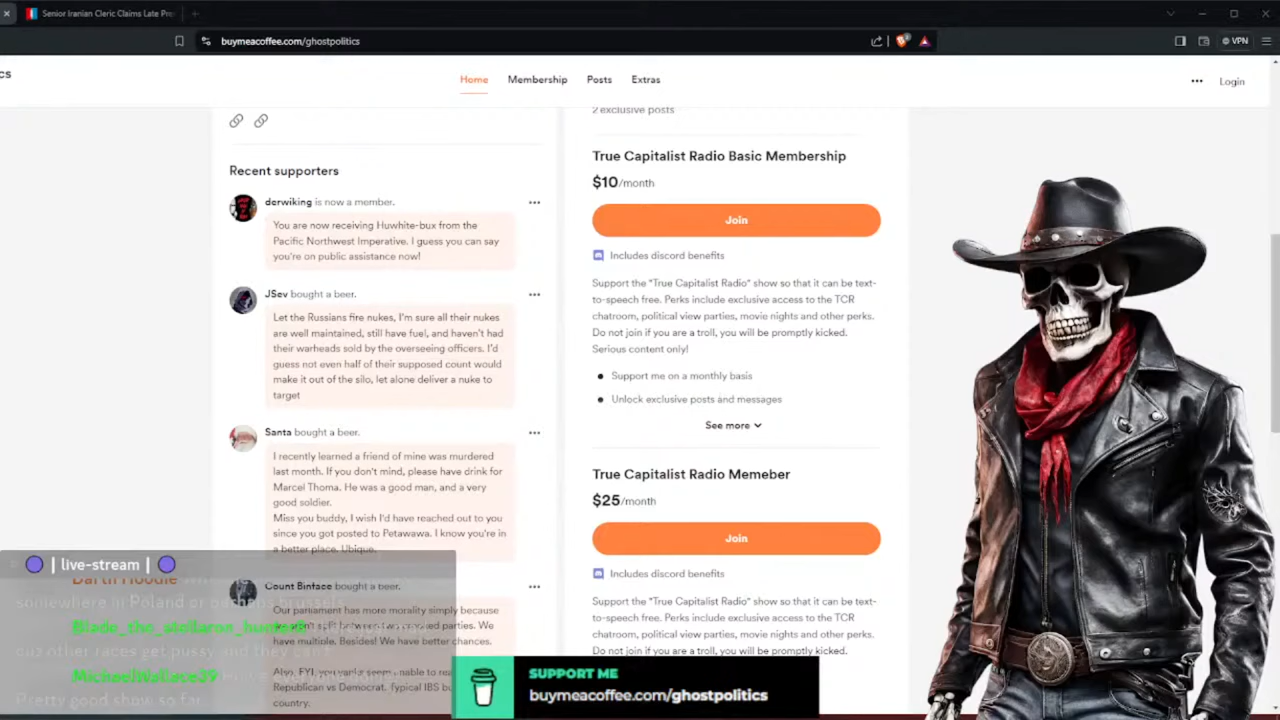 Senior Iranian Cleric Claims Late Pre
buymeacoffee.com/ghostpolitics
VPN
cs
Home
Membership
Posts
Extras
Login
2 exclusive posts
Recent supporters
derwiking is now a member.
You are now receiving Huwhite-bux from the
Pacific Northwest Imperative. I guess you can say
you're on public assistance now!
JSev bought a beer.
Let the Russians fire nukes, I'm sure all their nukes
are well maintained, still have fuel, and haven't had
their warheads sold by the overseeing officers. I'd
guess not even half of their supposed count would
make it out of the silo, let alone deliver a nuke to
target
Santa bought a beer.
I recently learned a friend of mine was murdered
last month. If you don't mind, please have drink for
Marcel Thoma. He was a good man, and a very
good soldier.
Miss you buddy, I wish I'd have reached out to you
since you got posted to Petawawa. I know you're in
a better place. Ubique.
Count Binface bought a beer.
Our parliament has more morality simply because
parties. We
have multiple. Besides! We have better chances.
Also, FYI, you yanks seem unable to
Republican vs Democrat. Typical IBS
country.
True Capitalist Radio Basic Membership
$10/month
Join
Includes discord benefits
Support the "True Capitalist Radio" show so that it can be text-
to-speech free. Perks include exclusive access to the TCR
chatroom, political view parties, movie nights and other perks.
Do not join if you are a troll, you will be promptly kicked.
Serious content only!
Support me on a monthly basis
Unlock exclusive posts and messages
See more
True Capitalist Radio Memeber
$25/month
Join
Includes discord benefits
Support the "True Capitalist Radio" show so that it can be text-
to-speech free. Perks include exclusive access to the TCR
chatroom, political view parties, movie nights and other perks.
Do not join if you are a troll, you will be promptly kicked.
| live-stream |
Darth Hoodie
somewhere in Poland or perhaps brussels
Blade_the_stellaron_hunter
cuz other races get pussy and they can't
MichaelWallace39
Pretty good show so far
SUPPORT ME
buymeacoffee.com/ghostpolitics